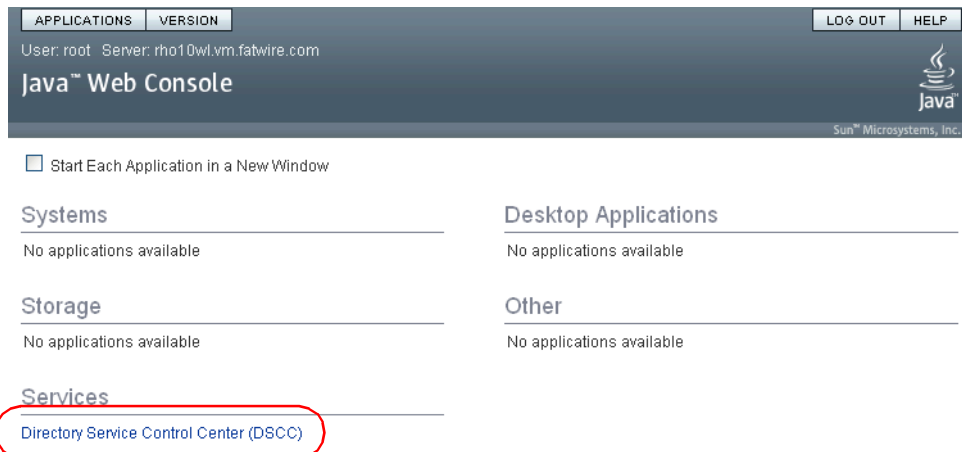 APPLICATIONS VERSION LOG OUT HELP
User: root Server: rho10wl.vm.fatwire.com
Java™ Web Console
Java™
Sun™ Microsystems, Inc.
Start Each Application in a New Window
Systems
No applications available
Desktop Applications
No applications available
Storage
No applications available
Other
No applications available
Services
Directory Service Control Center (DSCC)